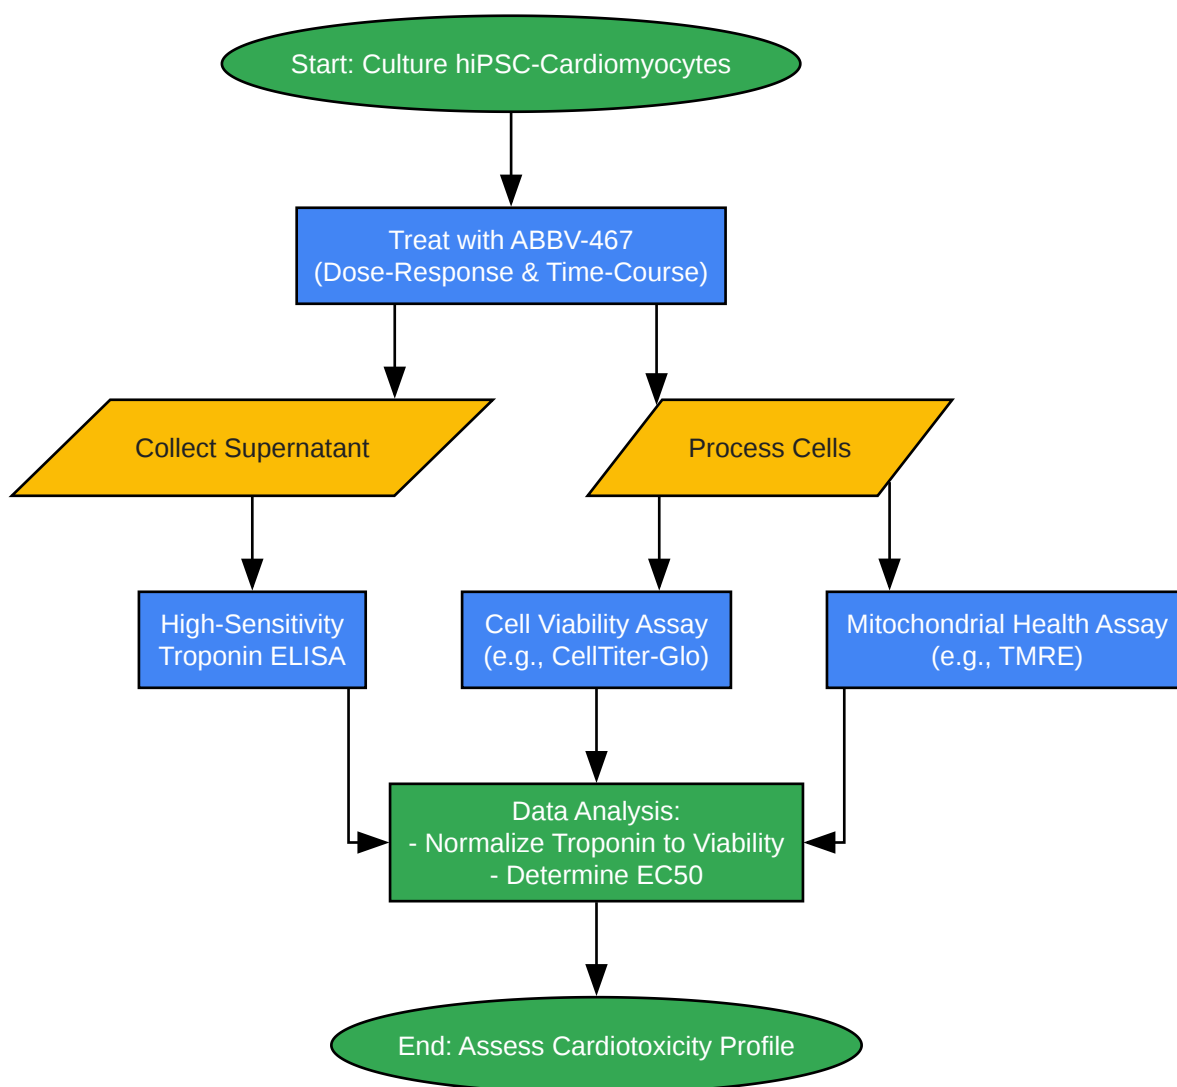 Start: Culture hiPSC-Cardiomyocytes
Treat with ABBV-467
(Dose-Response & Time-Course)
Collect Supernatant
Process Cells
High-Sensitivity
Troponin ELISA
Cell Viability Assay
(e.g., CellTiter-Glo)
Mitochondrial Health Assay
(e.g., TMRE)
Data Analysis:
- Normalize Troponin to Viability
- Determine EC50
End: Assess Cardiotoxicity Profile